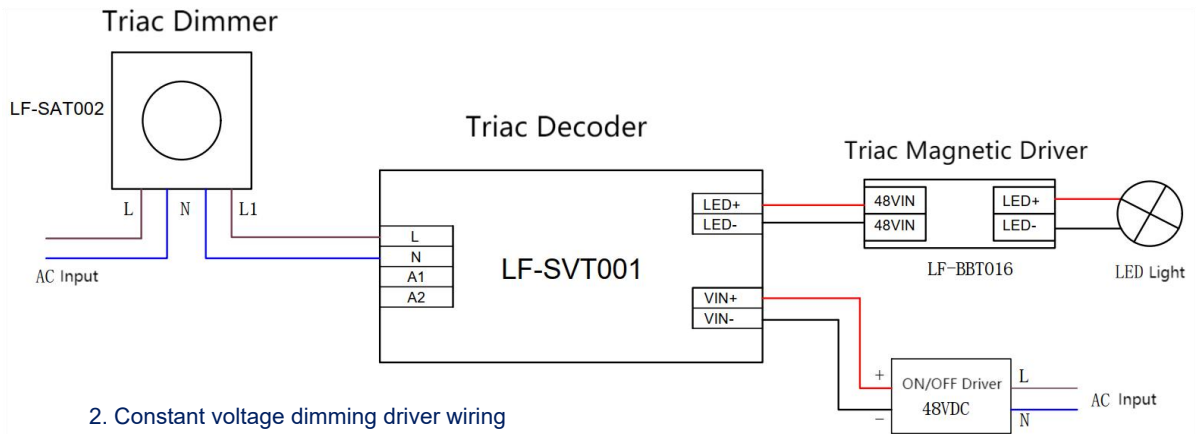 Triac Dimmer
LF-SAT002
L N L1
AC Input
Triac Decoder
L
N
A1
A2
LF-SVT001
LED+
LED-
VIN+
VIN-
Triac Magnetic Driver
48VIN LED+
48VIN LED-
LF-BBT016
LED Light
+ ON/OFF Driver L
48VDC
- N
AC Input
2. Constant voltage dimming driver wiring